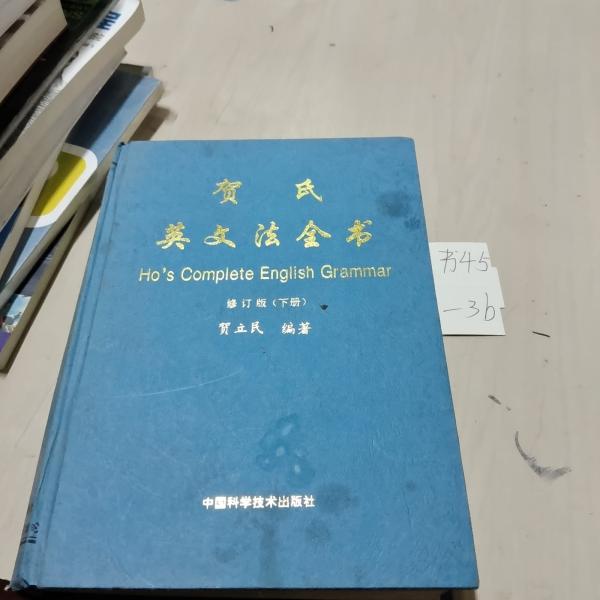 贺氏
英文法全书
Ho's Complete English Grammar
修订版（下册）
贺立民 编著
中国科学技术出版社
书45
-3b